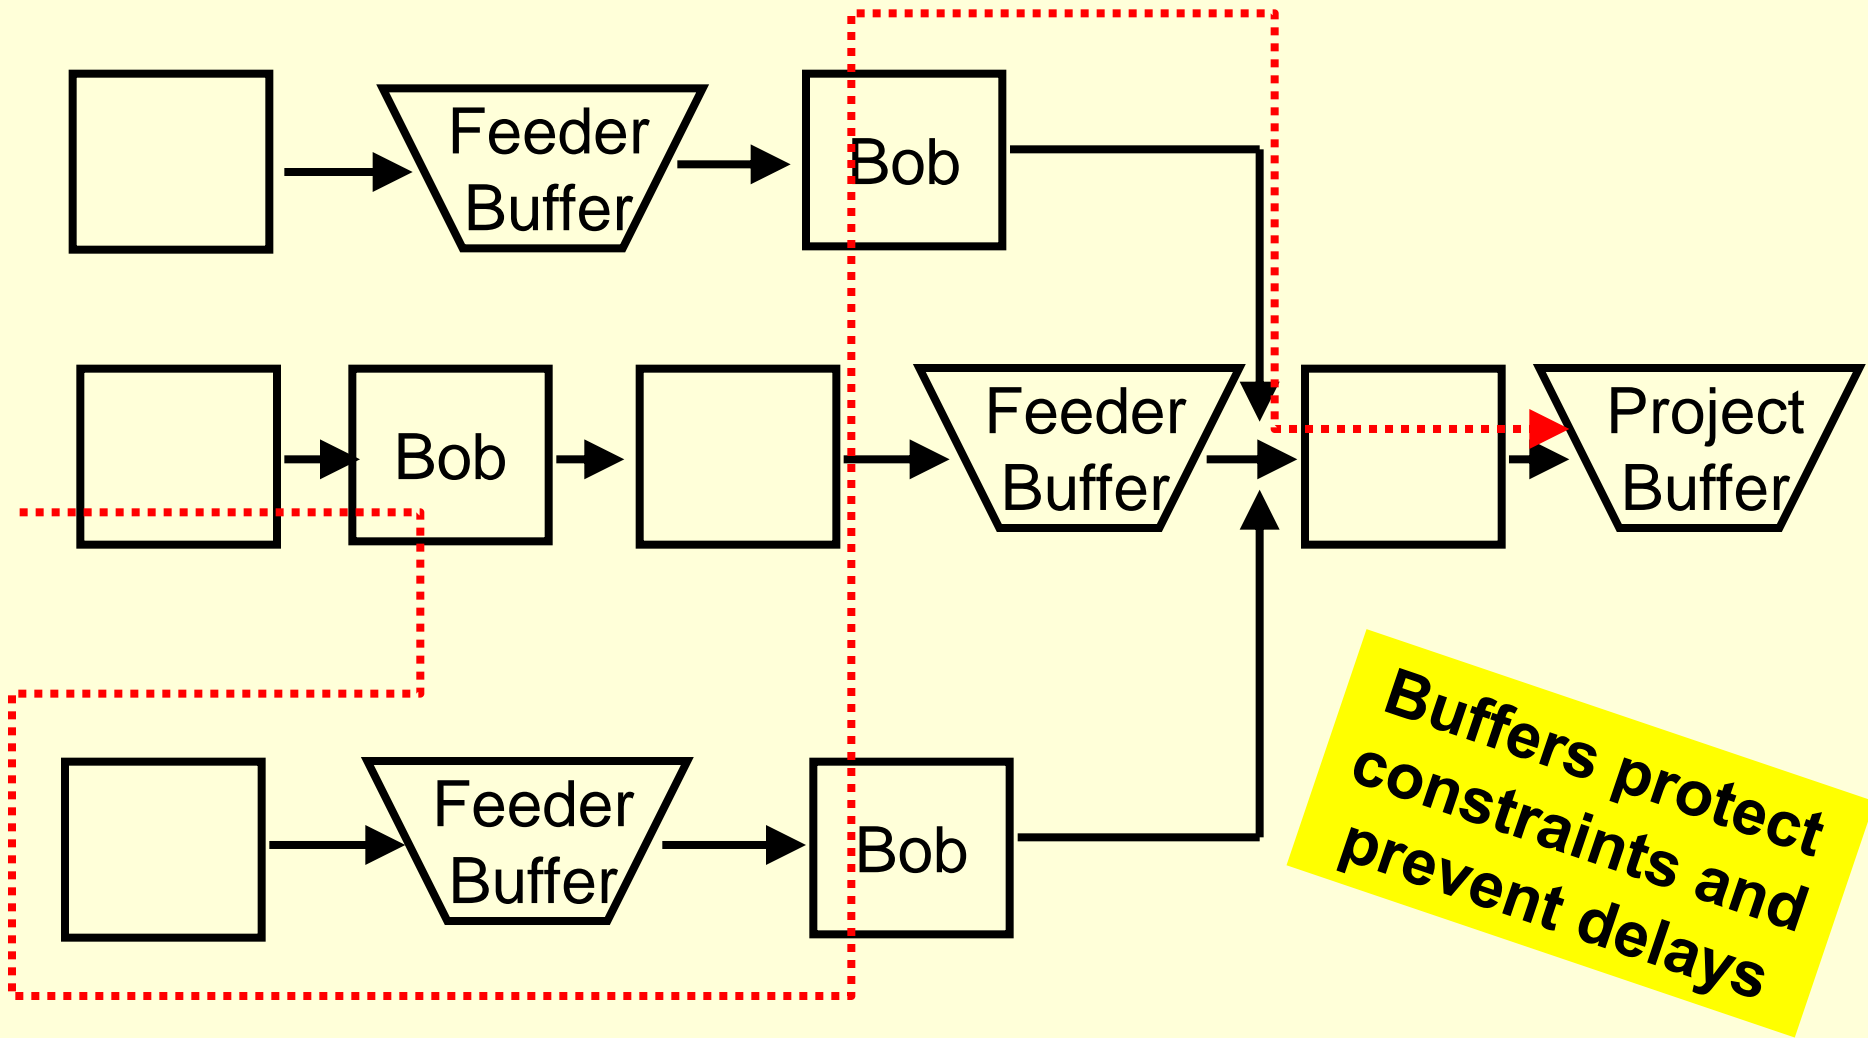 Feeder
Buffer
Bob
Bob
Feeder
Buffer
Project
Buffer
Feeder
Buffer
Bob
Buffers protect
constraints and
prevent delays